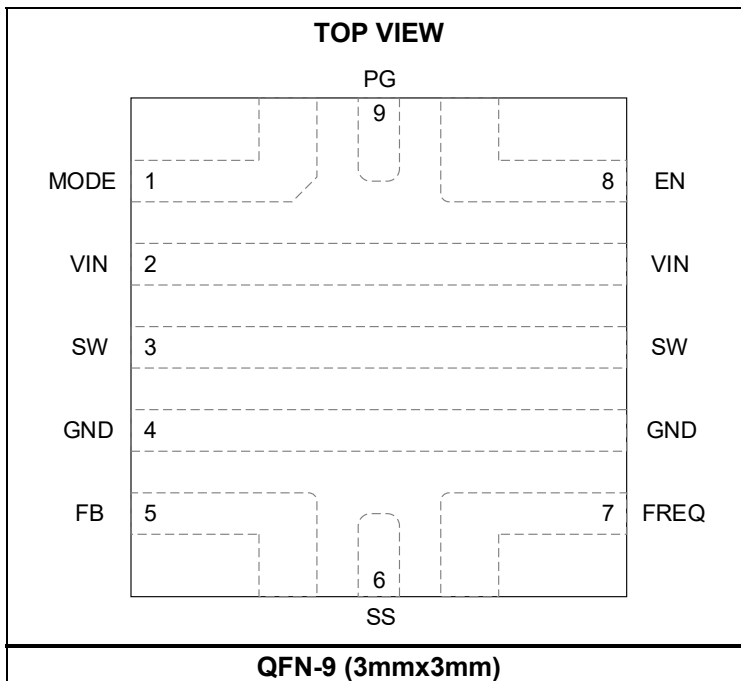 TOP VIEW
PG
9
MODE 1 8 EN
VIN 2 VIN
SW 3 SW
GND 4 GND
FB 5 7 FREQ
6
SS
QFN-9 (3mmx3mm)